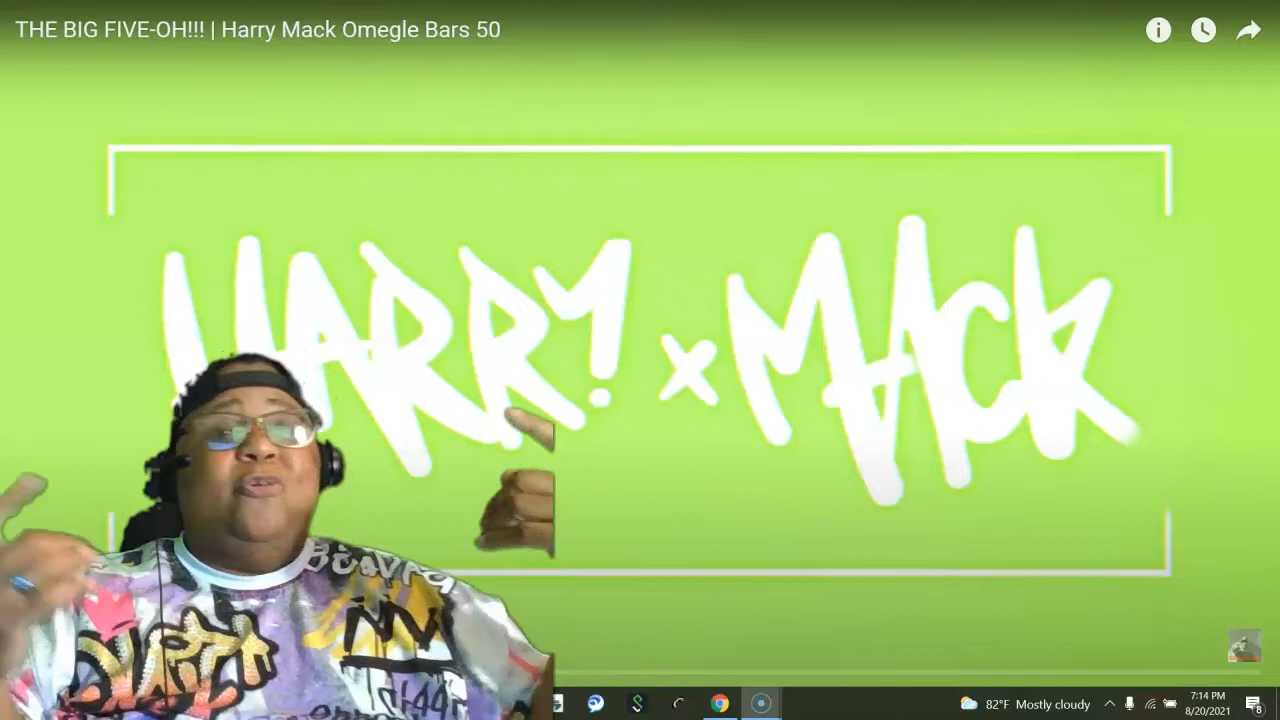 THE BIG FIVE-OH!!! | Harry Mack Omegle Bars 50
HARRY x MACK
82°F Mostly cloudy
7:14 PM
8/20/2021
8